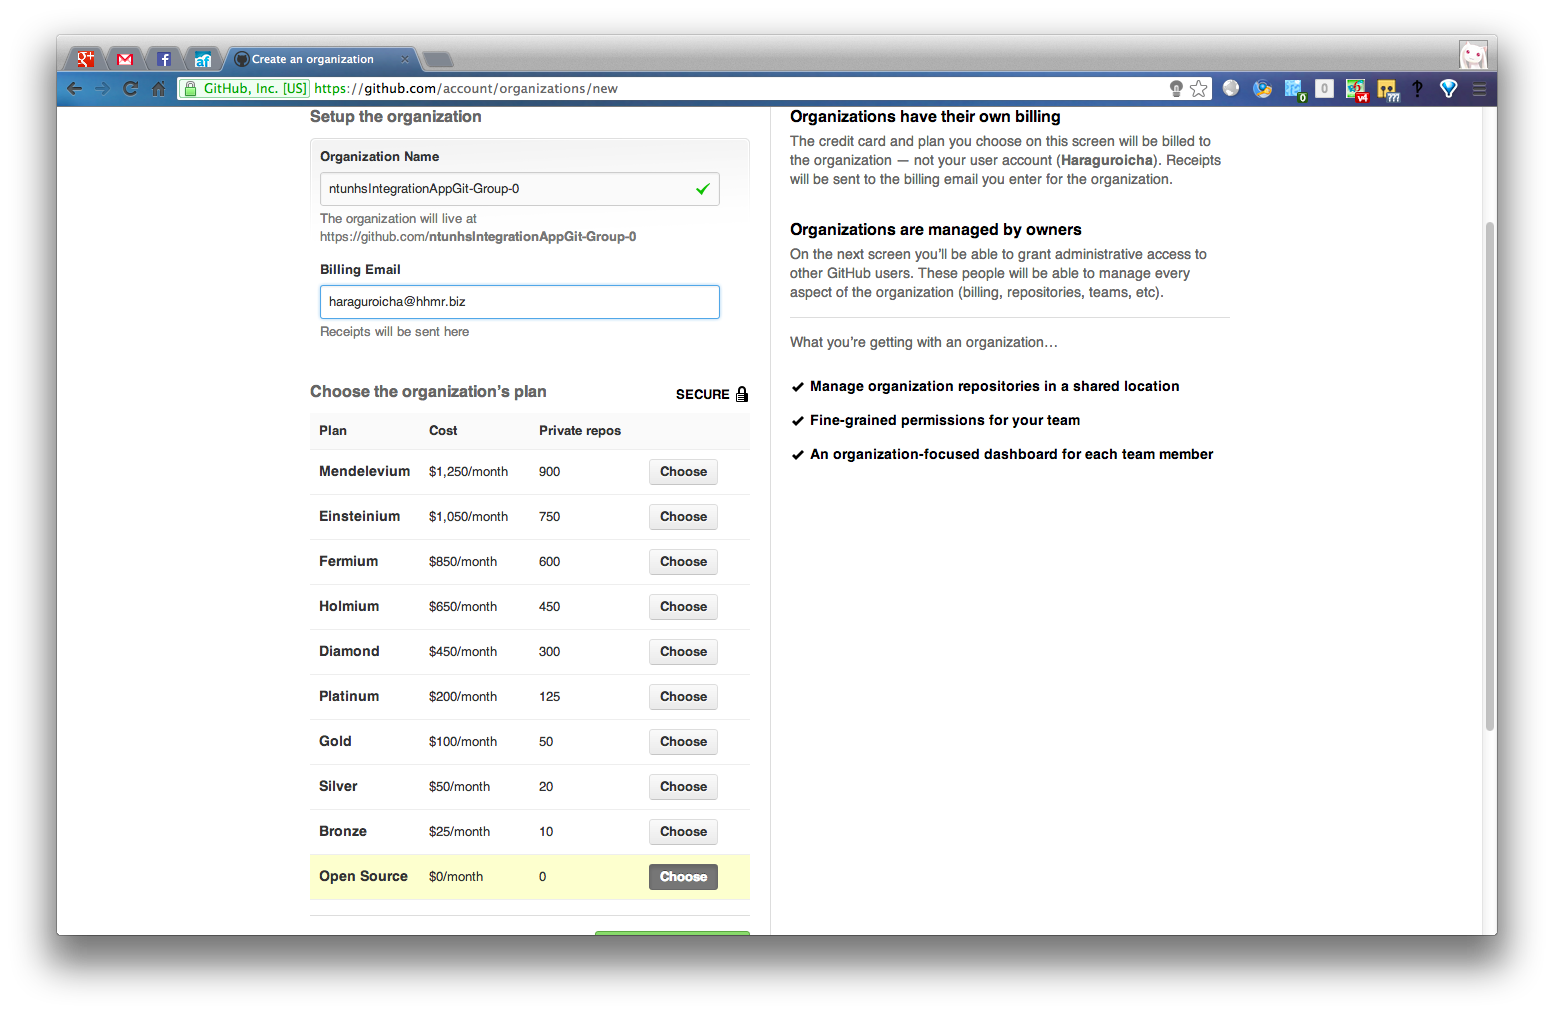 Create an organization
GitHub, Inc. [US] https://github.com/account/organizations/new
Setup the organization
Organization Name
ntunhsIntegrationAppGit-Group-0
The organization will live at
https://github.com/ntunhsIntegrationAppGit-Group-0
Billing Email
haraguroicha@hhmr.biz
Receipts will be sent here
Choose the organization’s plan
SECURE
Plan Cost Private repos
Mendelevium $1,250/month 900 Choose
Einsteinium $1,050/month 750 Choose
Fermium $850/month 600 Choose
Holmium $650/month 450 Choose
Diamond $450/month 300 Choose
Platinum $200/month 125 Choose
Gold $100/month 50 Choose
Silver $50/month 20 Choose
Bronze $25/month 10 Choose
Open Source $0/month 0 Choose
Organizations have their own billing
The credit card and plan you choose on this screen will be billed to
the organization — not your user account (Haraguroicha). Receipts
will be sent to the billing email you enter for the organization.
Organizations are managed by owners
On the next screen you’ll be able to grant administrative access to
other GitHub users. These people will be able to manage every
aspect of the organization (billing, repositories, teams, etc).
What you’re getting with an organization…
Manage organization repositories in a shared location
Fine-grained permissions for your team
An organization-focused dashboard for each team member